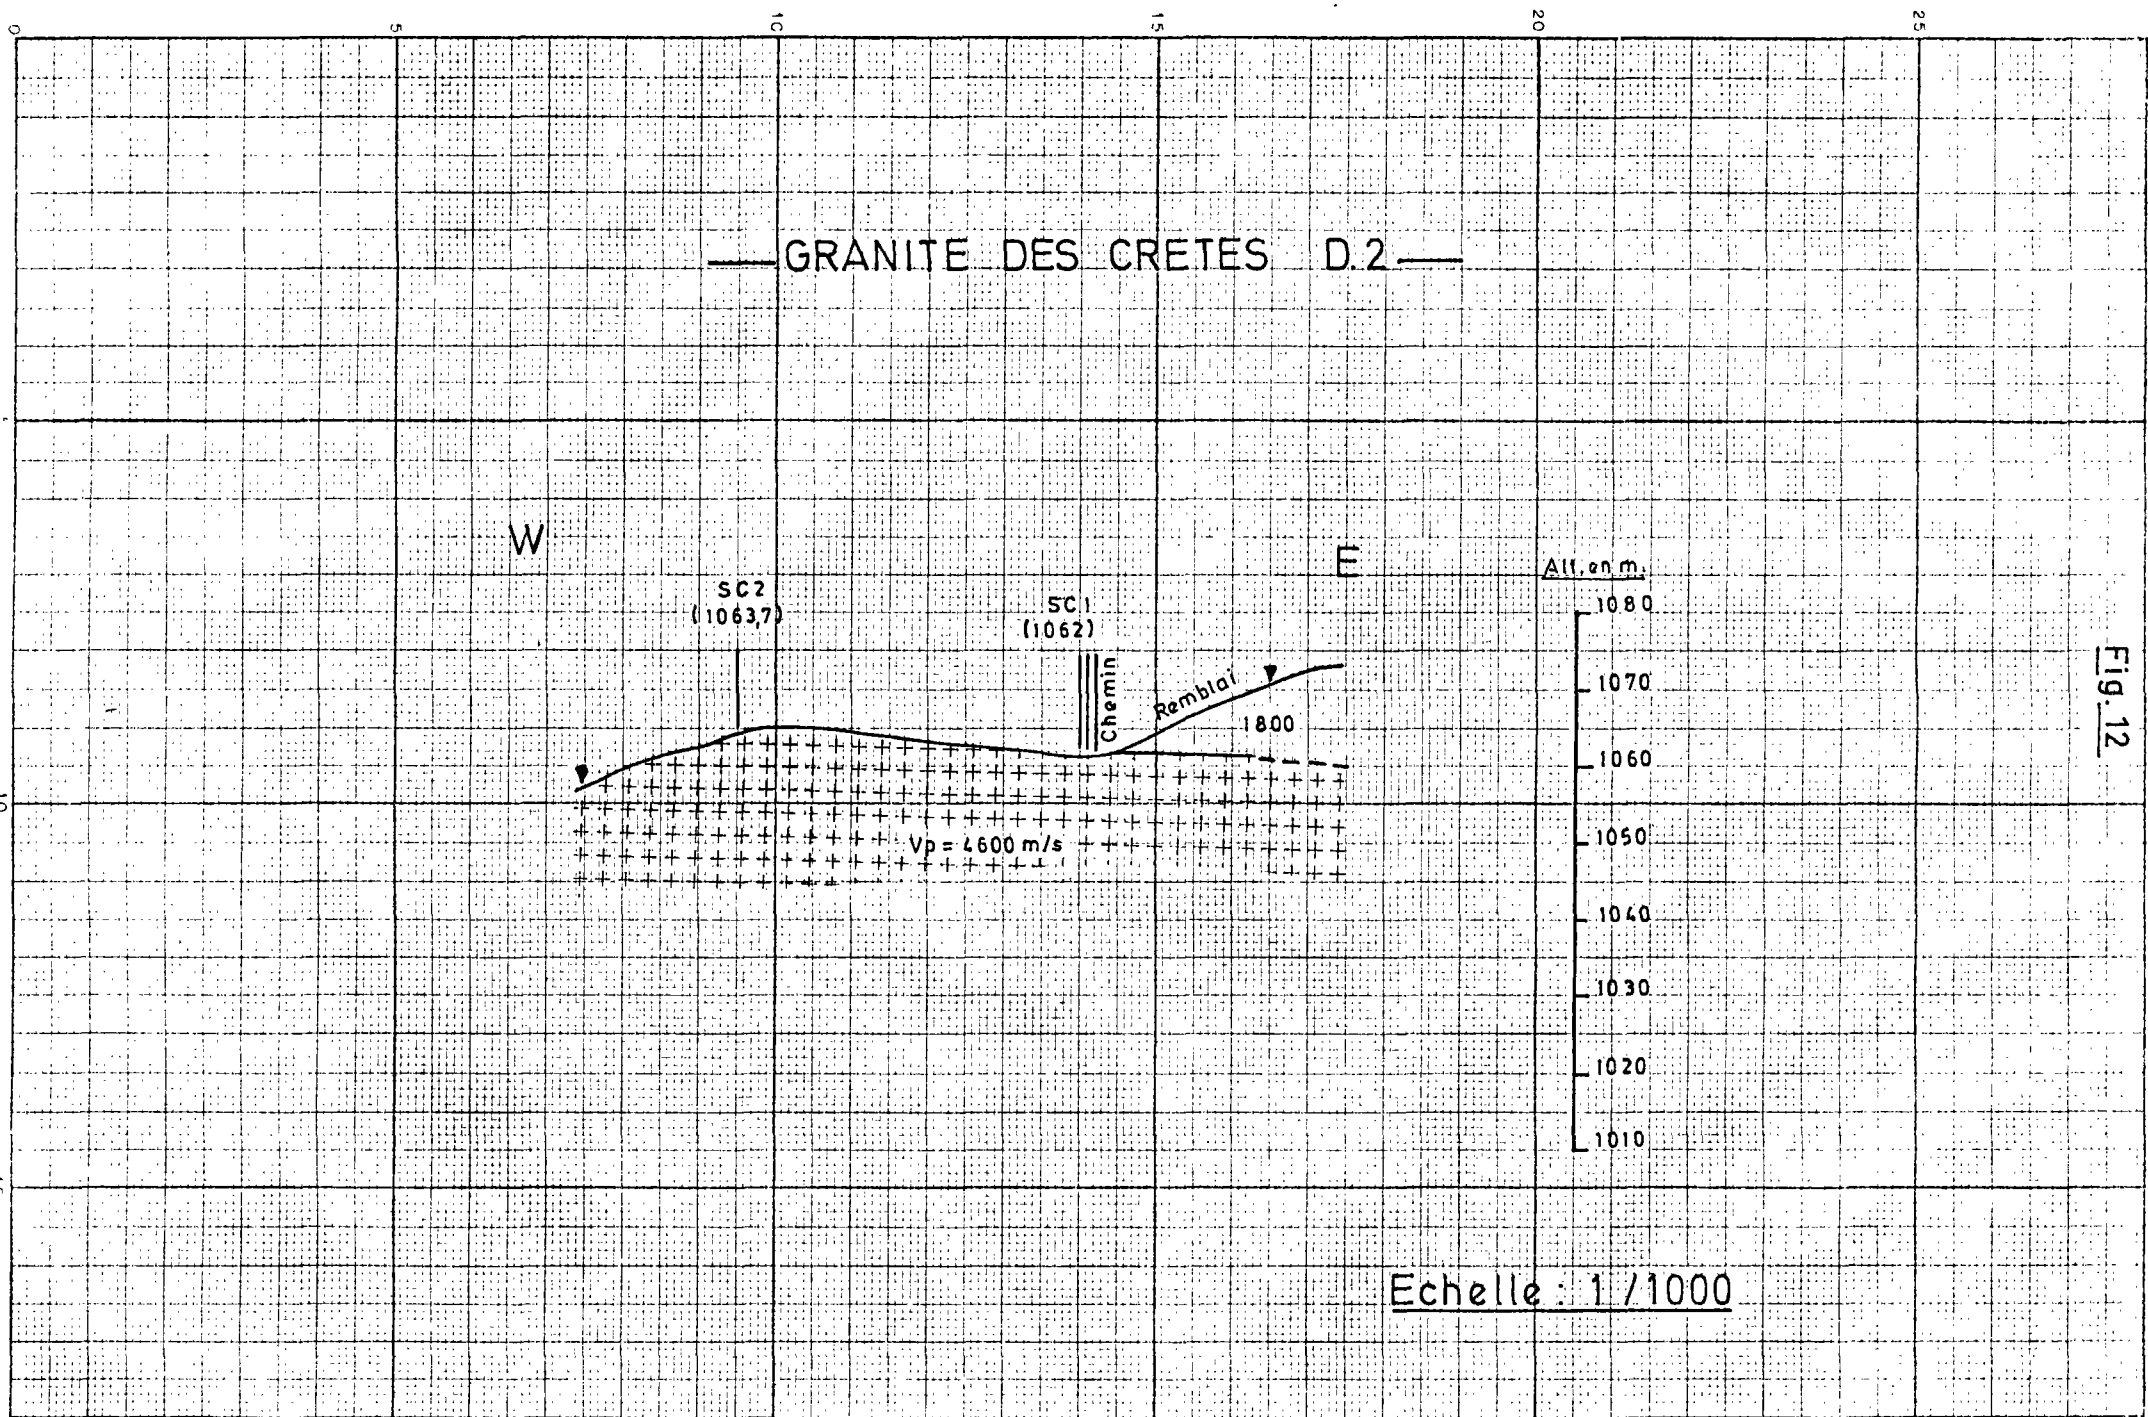 0 5 10 15 20 25
GRANITE DES CRETES D.2
W
E
SC2
(1063,7)
SC1
(1062)
Chemin
Remblai
1800
Vp = 4600 m/s
Alt. en m.
1080
1070
1060
1050
1040
1030
1020
1010
10
Fig. 12
Echelle : 1/1000